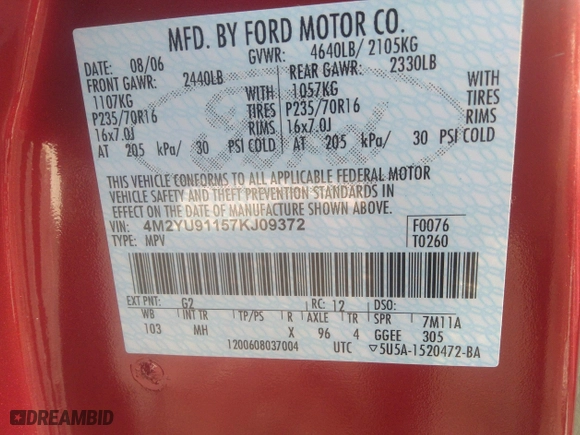 MFD. BY FORD MOTOR CO.
DATE: 08/06 GVWR: 4640LB/ 2105KG
FRONT GAWR: 2440LB REAR GAWR: 2330LB
1107KG WITH 1057KG WITH
P235/70R16 TIRES P235/70R16 TIRES
16x7.0J RIMS 16x7.0J RIMS
AT 205 kPa/ 30 PSI COLD AT 205 kPa/ 30 PSI COLD
THIS VEHICLE CONFORMS TO ALL APPLICABLE FEDERAL MOTOR
VEHICLE SAFETY AND THEFT PREVENTION STANDARDS IN
EFFECT ON THE DATE OF MANUFACTURE SHOWN ABOVE.
VIN: 4M2YU91157KJ09372 F0076
TYPE: MPV T0260
EXT PNT: G2 RC: 12 DSO:
WB INT TR TP/PS R AXLE TR SPR 7M11A
103 MH X 96 4 GGEE 305
1200608037004 UTC ▽5U5A-1520472-BA
DREAMBID